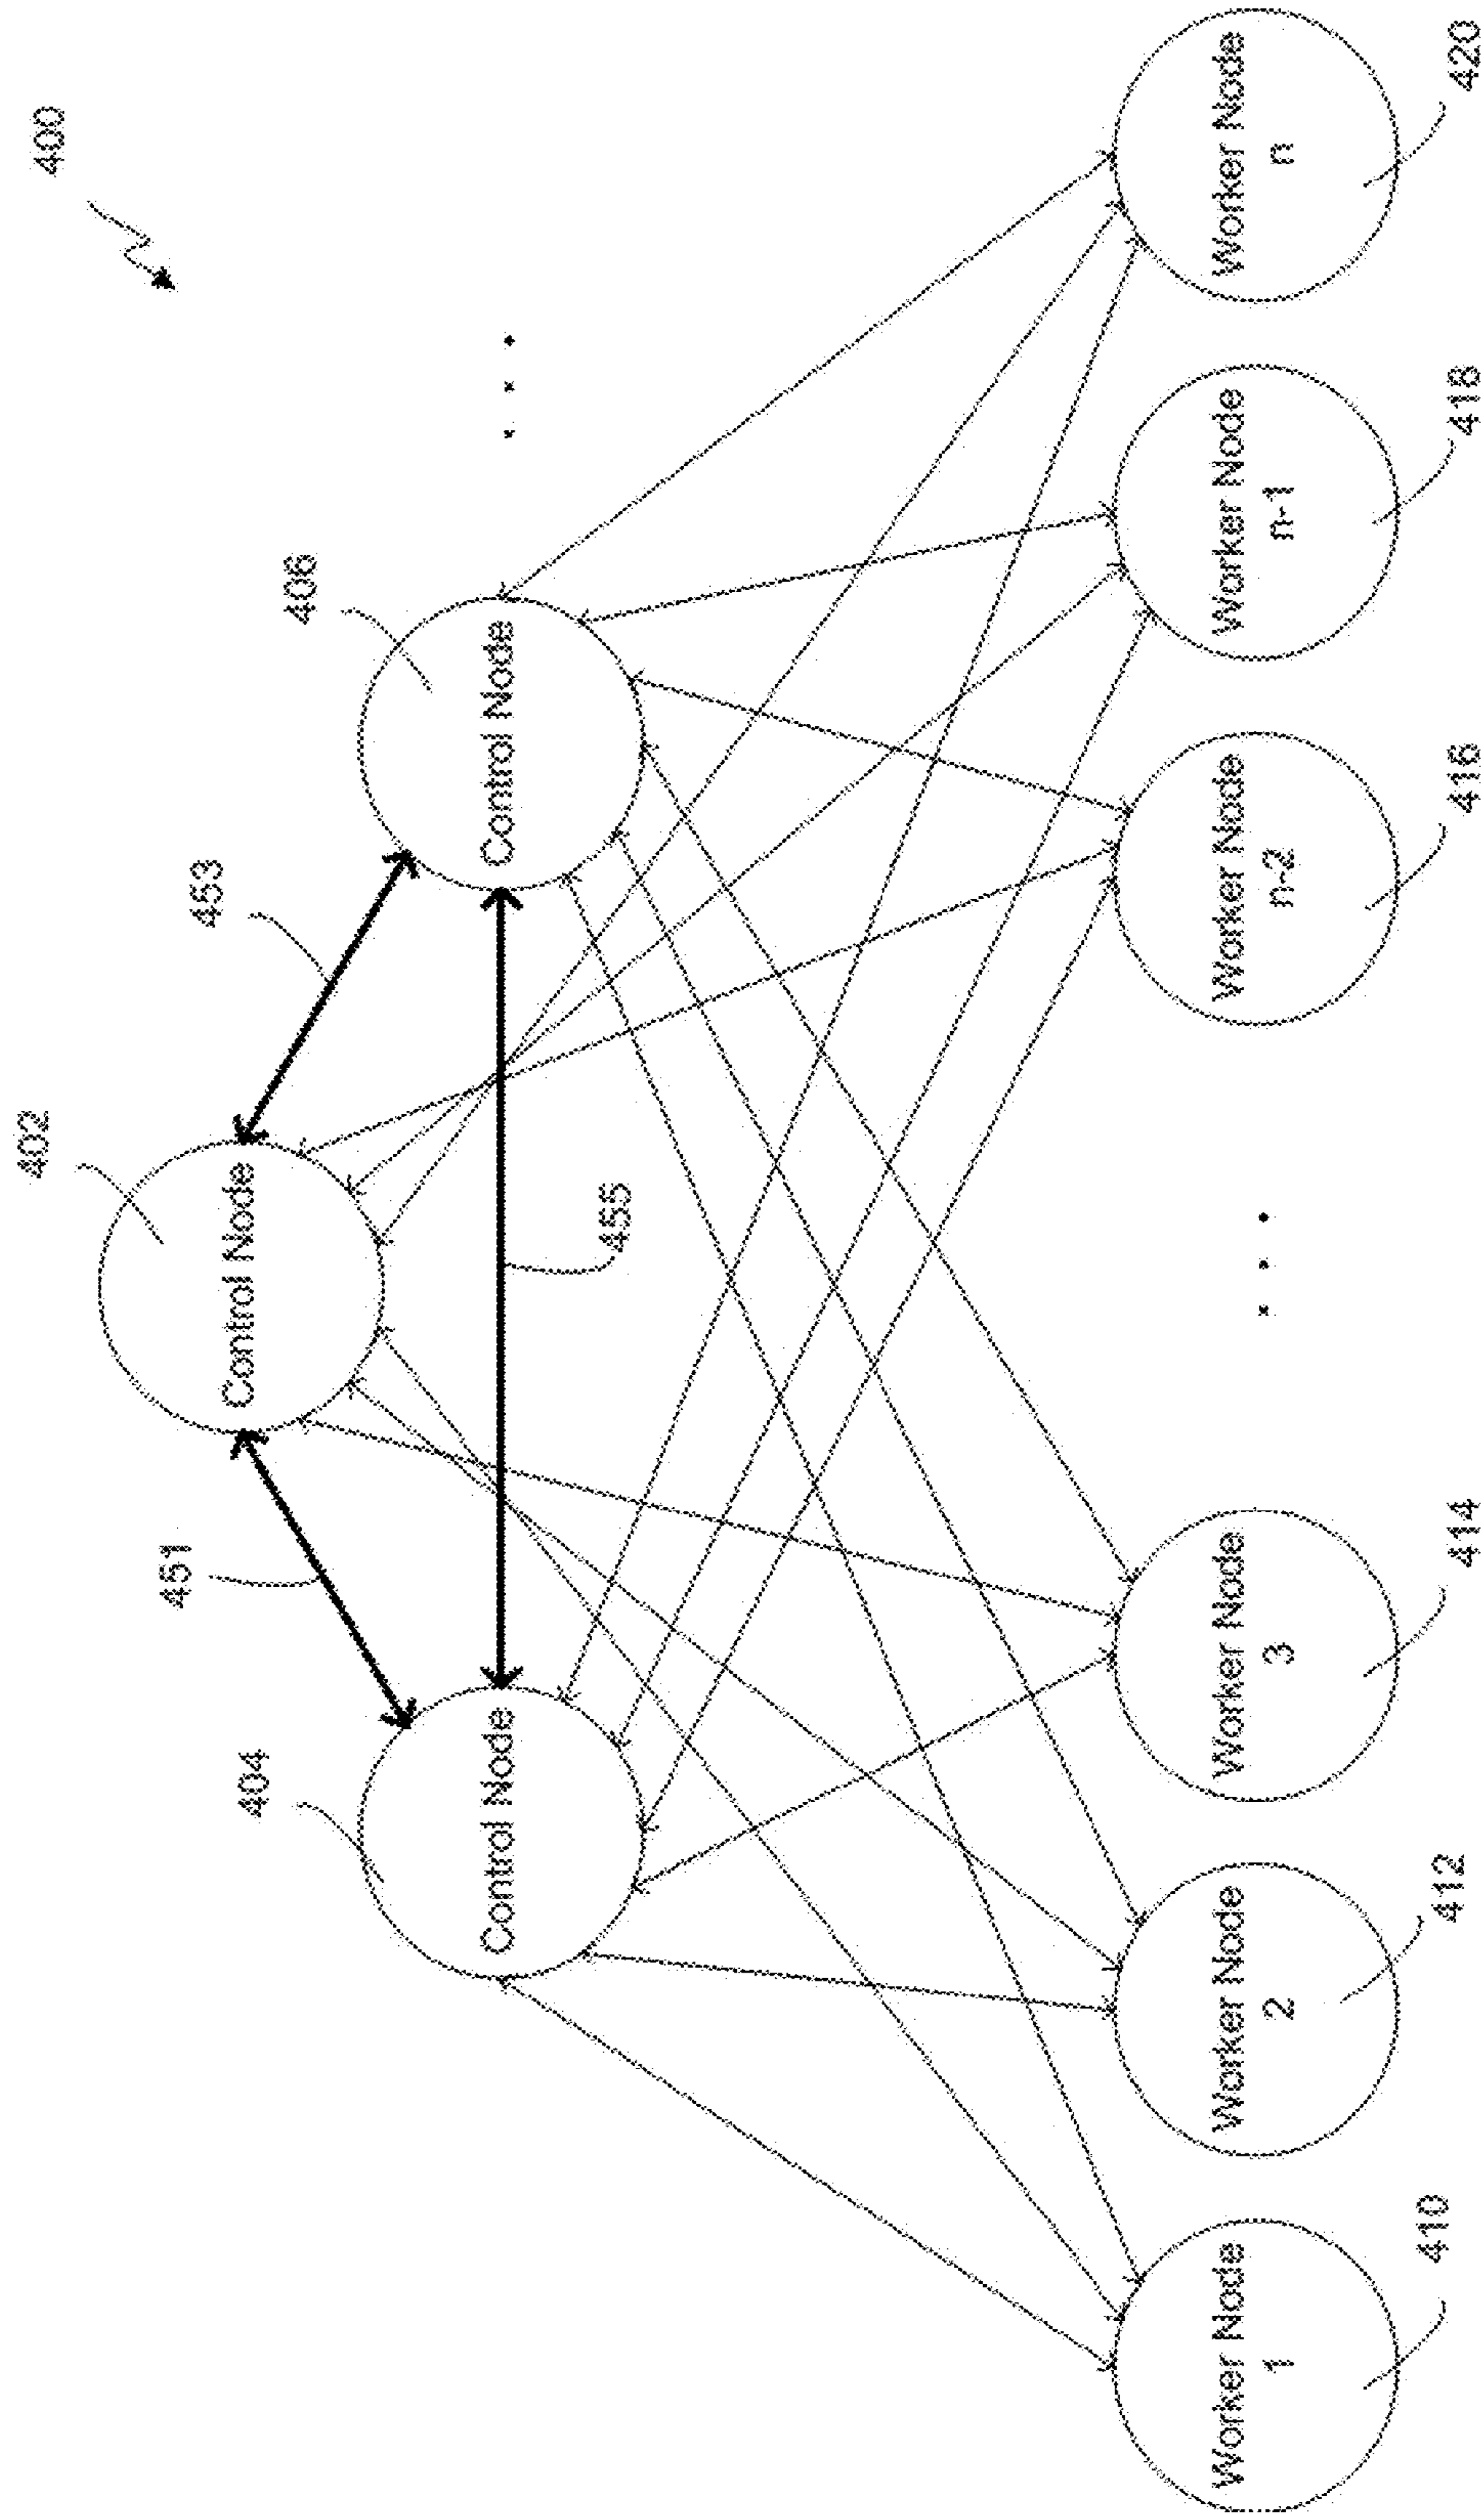 400
402
451
453
404
Control Node
406
Control Node
Control Node
455
. . .
Worker Node
1
Worker Node
2
Worker Node
3
. . .
Worker Node
n-2
Worker Node
n-1
Worker Node
n
410
412
414
416
418
420